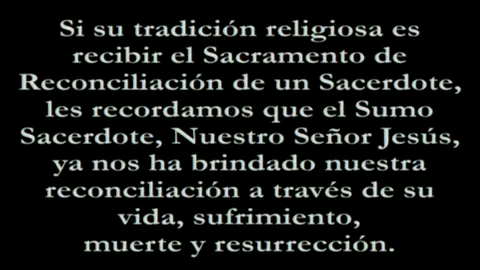 Si su tradición religiosa es
recibir el Sacramento de
Reconciliación de un Sacerdote,
les recordamos que el Sumo
Sacerdote, Nuestro Señor Jesús,
ya nos ha brindado nuestra
reconciliación a través de su
vida, sufrimiento,
muerte y resurrección.